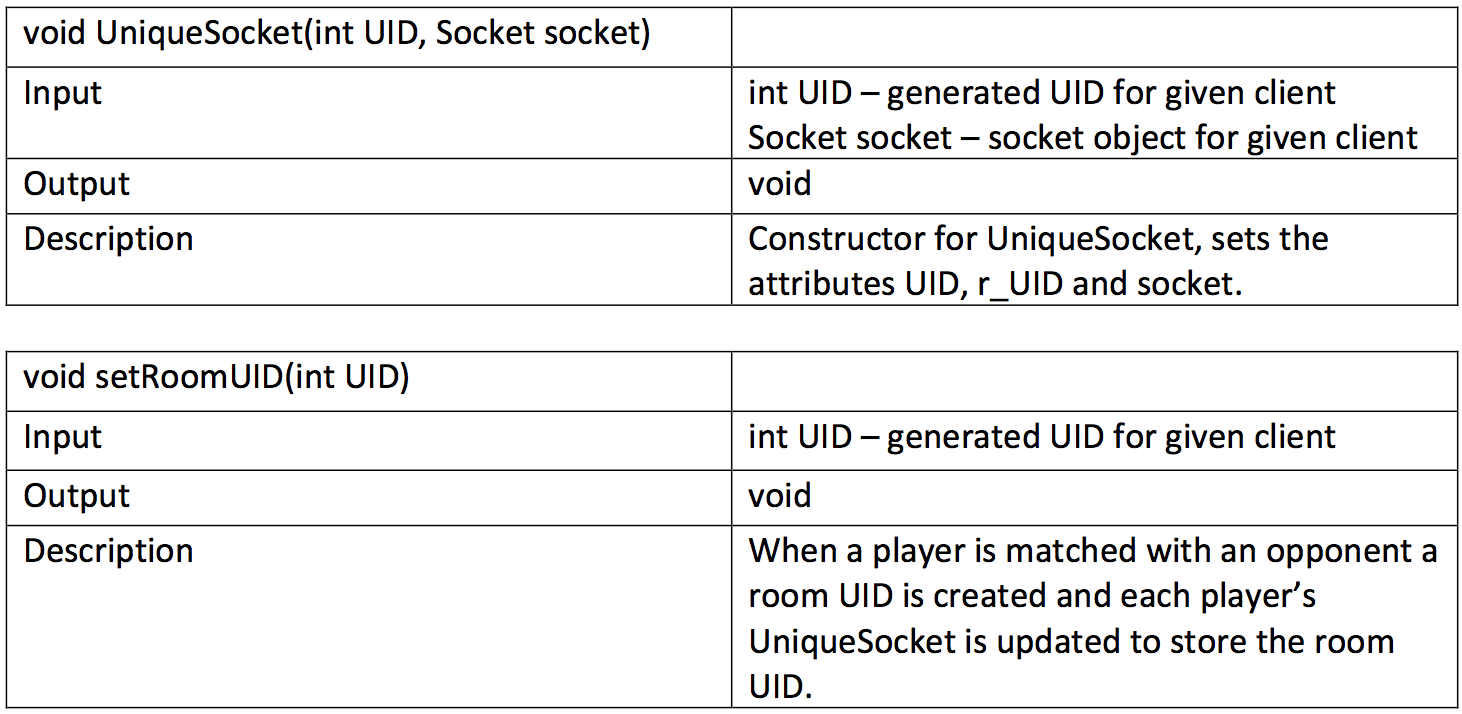 void UniqueSocket(int UID, Socket socket)
Input
int UID – generated UID for given client
Socket socket – socket object for given client
Output
void
Description
Constructor for UniqueSocket, sets the
attributes UID, r_UID and socket.
void setRoomUID(int UID)
Input
int UID – generated UID for given client
Output
void
Description
When a player is matched with an opponent a
room UID is created and each player’s
UniqueSocket is updated to store the room
UID.